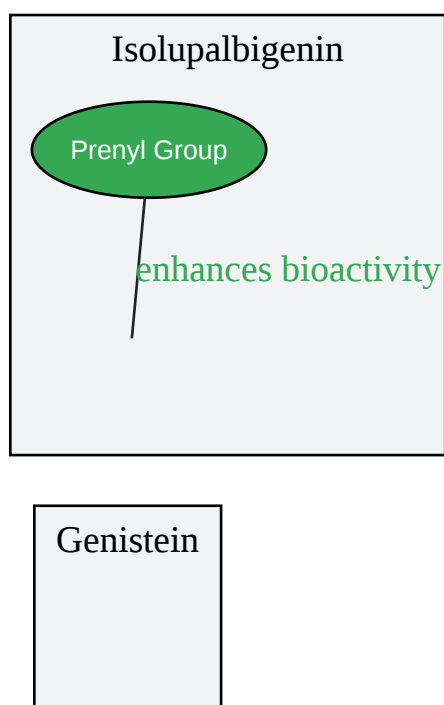 Isolupalbigenin
Prenyl Group
enhances bioactivity
Genistein